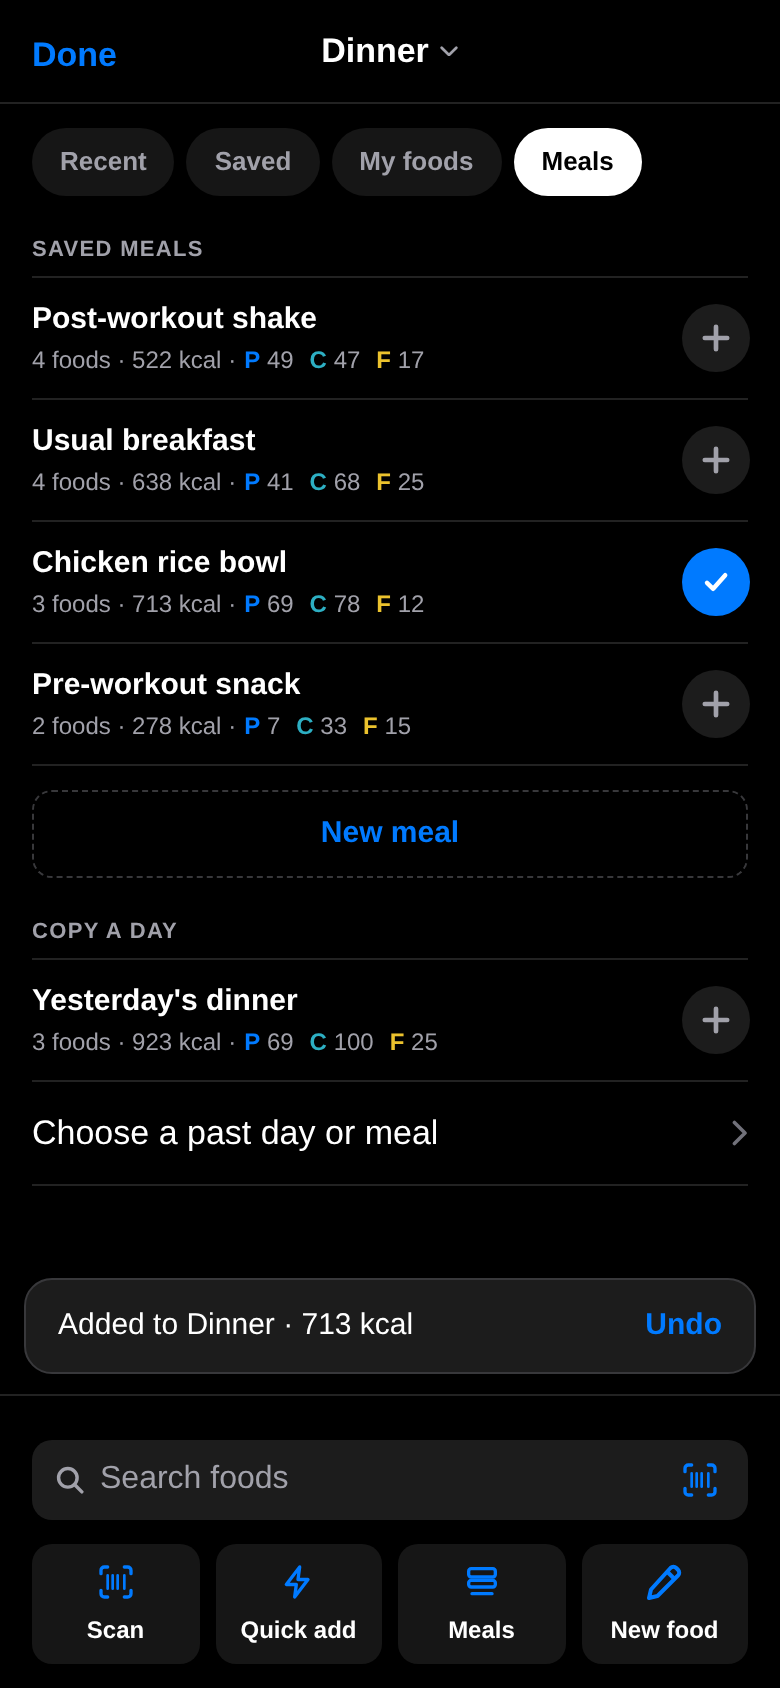 Done
Dinner
Recent Saved My foods Meals
SAVED MEALS
Post-workout shake
4 foods · 522 kcal · P 49 C 47 F 17
Usual breakfast
4 foods · 638 kcal · P 41 C 68 F 25
Chicken rice bowl
3 foods · 713 kcal · P 69 C 78 F 12
Pre-workout snack
2 foods · 278 kcal · P 7 C 33 F 15
New meal
COPY A DAY
Yesterday's dinner
3 foods · 923 kcal · P 69 C 100 F 25
Choose a past day or meal
Added to Dinner · 713 kcal Undo
Search foods
Scan Quick add Meals New food